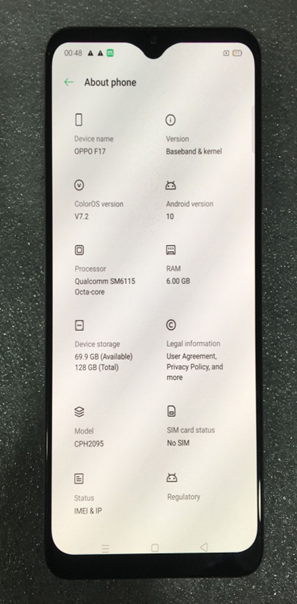 00:48
About phone
Device name
OPPO F17
Version
Baseband & kernel
ColorOS version
V7.2
Android version
10
Processor
Qualcomm SM6115
Octa-core
RAM
6.00 GB
Device storage
69.9 GB (Available)
128 GB (Total)
Legal information
User Agreement,
Privacy Policy, and
more
Model
CPH2095
SIM card status
No SIM
Status
IMEI & IP
Regulatory